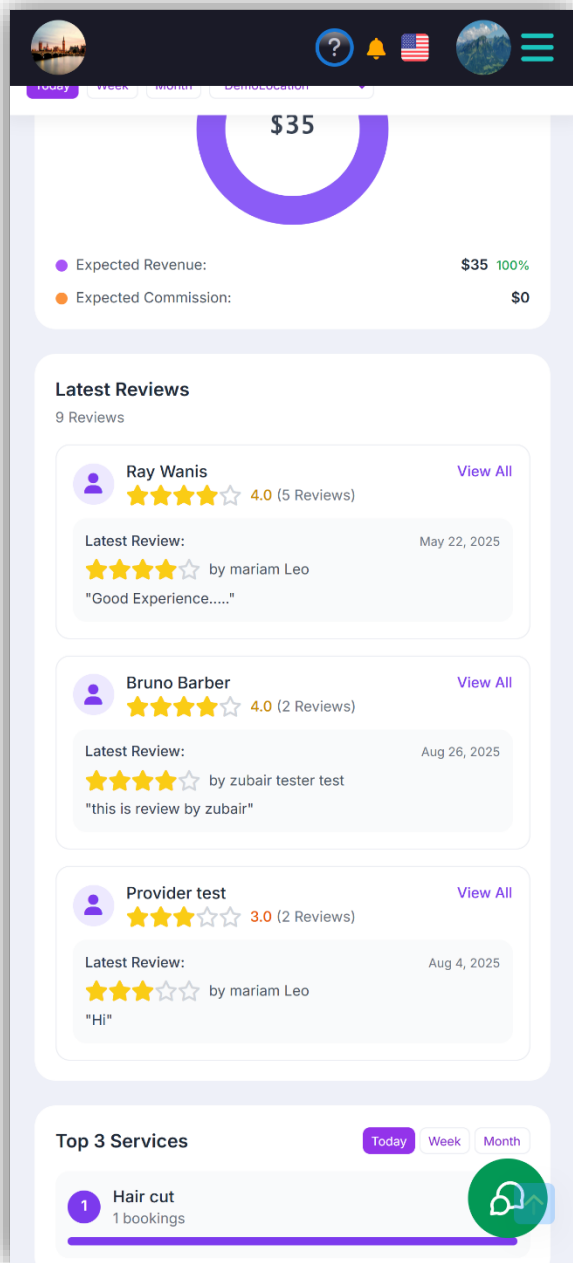 ?
Today Week Month DemoLocation
$35
Expected Revenue: $35 100%
Expected Commission: $0
Latest Reviews
9 Reviews
Ray Wanis View All
4.0 (5 Reviews)
Latest Review: May 22, 2025
by mariam Leo
"Good Experience....."
Bruno Barber View All
4.0 (2 Reviews)
Latest Review: Aug 26, 2025
by zubair tester test
"this is review by zubair"
Provider test View All
3.0 (2 Reviews)
Latest Review: Aug 4, 2025
by mariam Leo
"Hi"
Top 3 Services Today Week Month
1 Hair cut
1 bookings